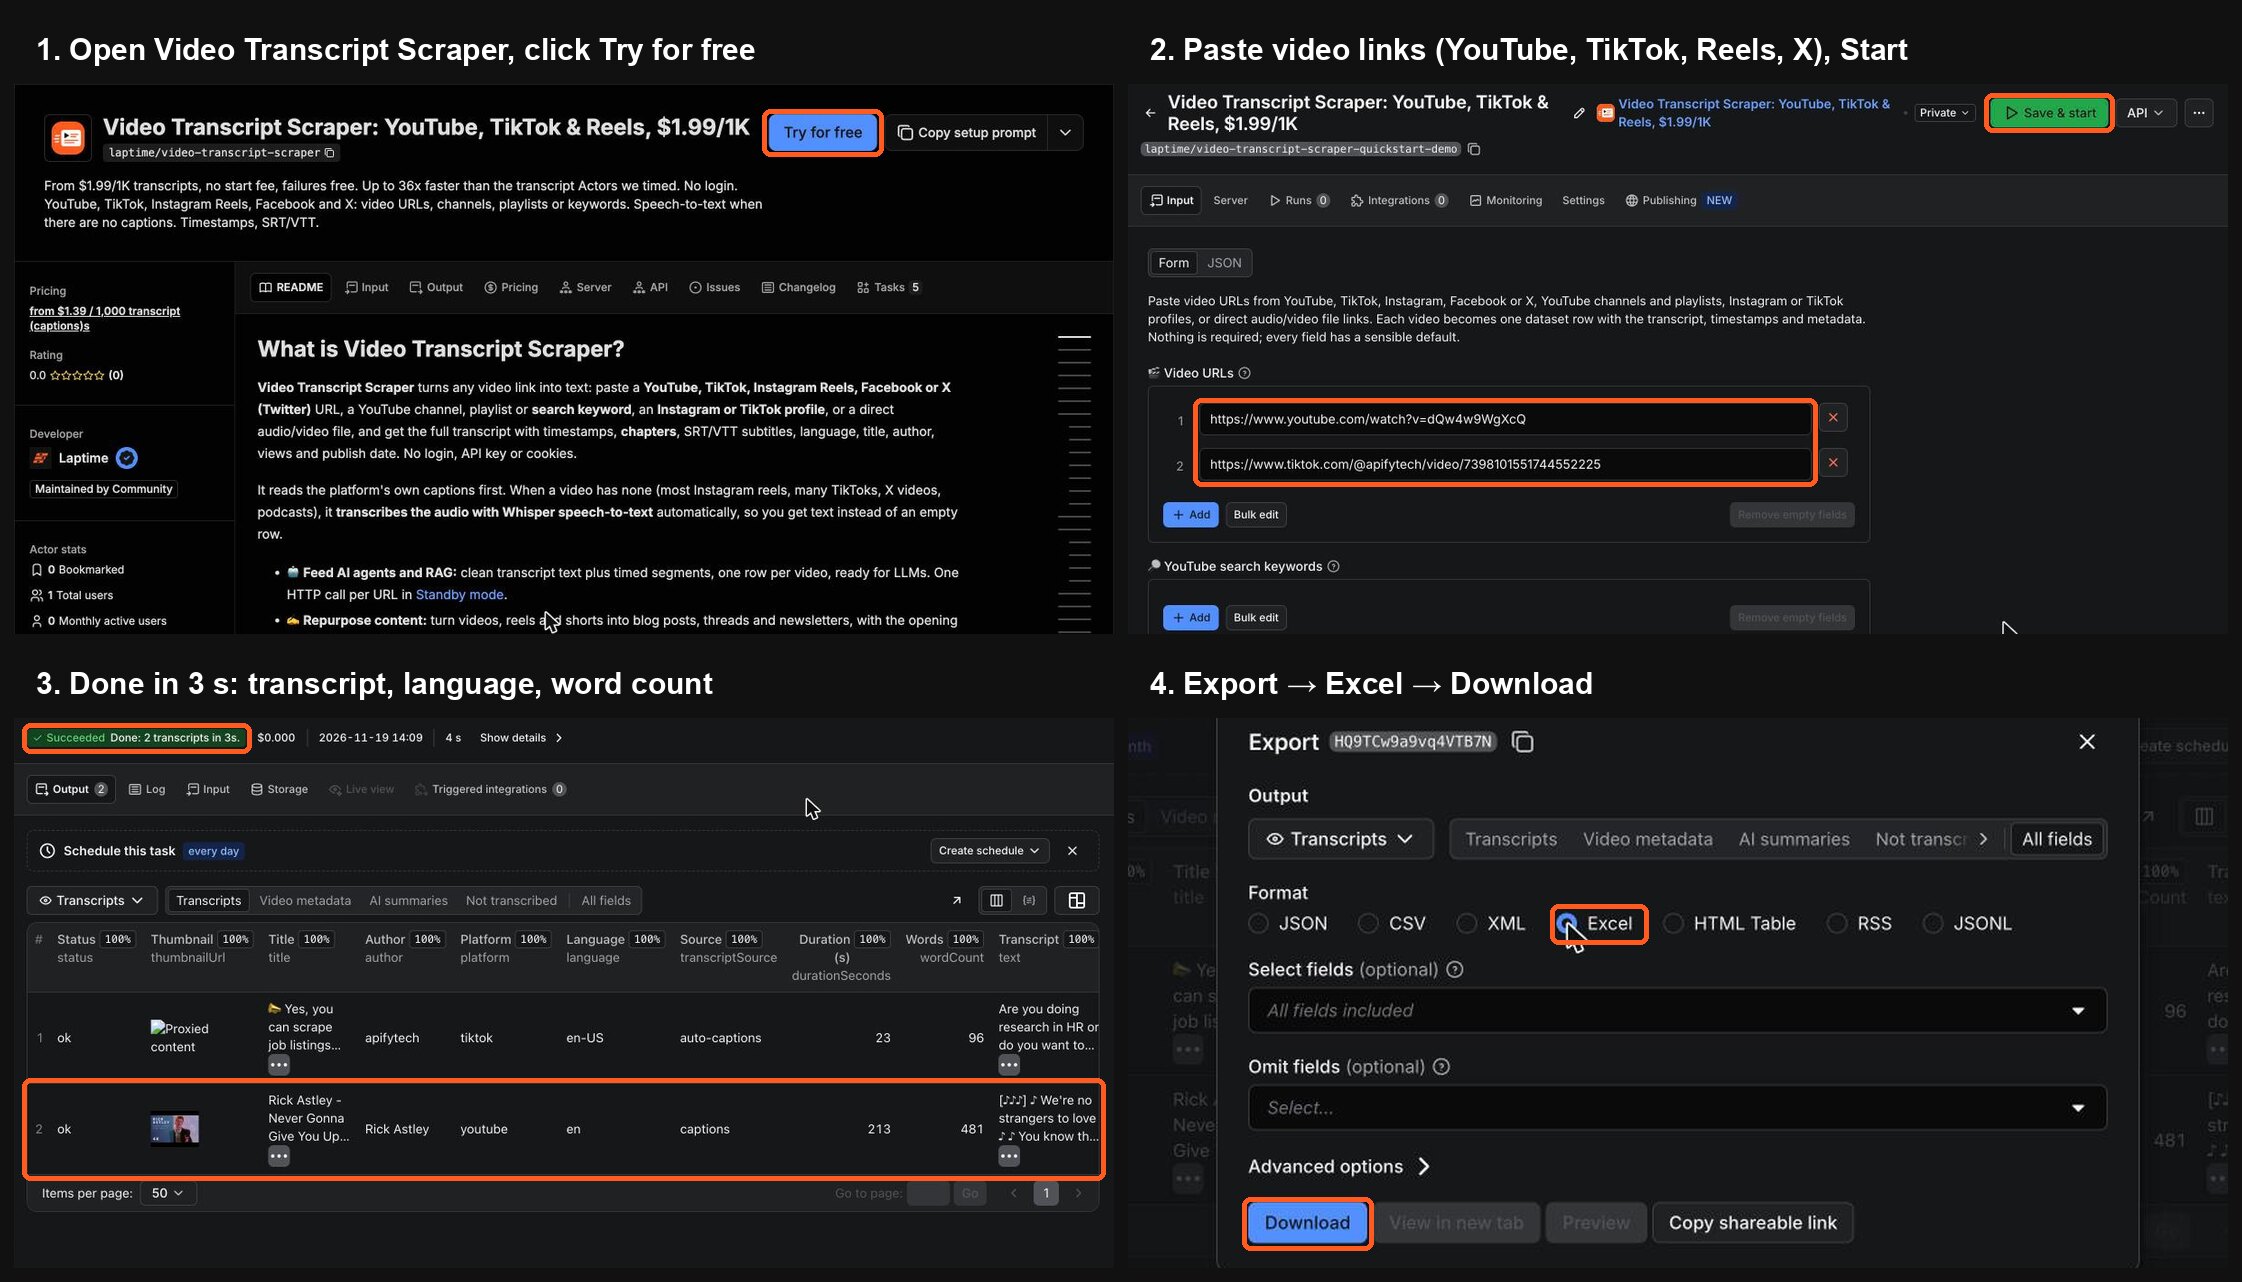 1. Open Video Transcript Scraper, click Try for free
Video Transcript Scraper: YouTube, TikTok & Reels, $1.99/1K
Try for free
Copy setup prompt
laptime/video-transcript-scraper
From $1.99/1K transcripts, no start fee, failures free. Up to 36x faster than the transcript Actors we timed. No login.
YouTube, TikTok, Instagram Reels, Facebook and X: video URLs, channels, playlists or keywords. Speech-to-text when
there are no captions. Timestamps, SRT/VTT.
Pricing
from $1.39 / 1,000 transcript
(captions)s
Rating
0.0 (0)
Developer
Laptime
Maintained by Community
Actor stats
0 Bookmarked
1 Total users
0 Monthly active users
README Input Output Pricing Server API Issues Changelog Tasks 5
What is Video Transcript Scraper?
Video Transcript Scraper turns any video link into text: paste a YouTube, TikTok, Instagram Reels, Facebook or X
(Twitter) URL, a YouTube channel, playlist or search keyword, an Instagram or TikTok profile, or a direct
audio/video file, and get the full transcript with timestamps, chapters, SRT/VTT subtitles, language, title, author,
views and publish date. No login, API key or cookies.
It reads the platform's own captions first. When a video has none (most Instagram reels, many TikToks, X videos,
podcasts), it transcribes the audio with Whisper speech-to-text automatically, so you get text instead of an empty
row.
• Feed AI agents and RAG: clean transcript text plus timed segments, one row per video, ready for LLMs. One
HTTP call per URL in Standby mode.
• Repurpose content: turn videos, reels and shorts into blog posts, threads and newsletters, with the opening
2. Paste video links (YouTube, TikTok, Reels, X), Start
Video Transcript Scraper: YouTube, TikTok &
Reels, $1.99/1K
Video Transcript Scraper: YouTube, TikTok &
Reels, $1.99/1K
Private
Save & start
API
laptime/video-transcript-scraper-quickstart-demo
Input Server Runs 0 Integrations 0 Monitoring Settings Publishing NEW
Form JSON
Paste video URLs from YouTube, TikTok, Instagram, Facebook or X, YouTube channels and playlists, Instagram or TikTok
profiles, or direct audio/video file links. Each video becomes one dataset row with the transcript, timestamps and metadata.
Nothing is required; every field has a sensible default.
Video URLs
1 https://www.youtube.com/watch?v=dQw4w9WgXcQ
2 https://www.tiktok.com/@apifytech/video/7398101551744552225
+ Add Bulk edit Remove empty fields
YouTube search keywords
+ Add Bulk edit Remove empty fields
3. Done in 3 s: transcript, language, word count
Succeeded Done: 2 transcripts in 3s. $0.000 2026-11-19 14:09 4 s Show details
Output 2 Log Input Storage Live view Triggered integrations 0
Schedule this task every day Create schedule
Transcripts Transcripts Video metadata AI summaries Not transcribed All fields
# Status 100% Thumbnail 100% Title 100% Author 100% Platform 100% Language 100% Source 100% Duration 100% Words 100% Transcript 100%
status thumbnailUrl title author platform language transcriptSource (s) wordCount text
durationSeconds
Yes, you Are you doing
can scrape research in HR or
job listings... do you want to...
1 ok Proxied apifytech tiktok en-US auto-captions 23 96
content
Rick Astley - [♪♪♪] ♪ We're no
Never Gonna strangers to love
Give You Up... ♪ ♪ You know th...
2 ok Rick Astley youtube en captions 213 481
Items per page: 50 Go to page: Go 1
4. Export → Excel → Download
Export HQ9TCw9a9vq4VTB7N
Output
Transcripts Transcripts Video metadata AI summaries Not transcr All fields
Format
JSON CSV XML Excel HTML Table RSS JSONL
Select fields (optional)
All fields included
Omit fields (optional)
Select...
Advanced options
Download View in new tab Preview Copy shareable link